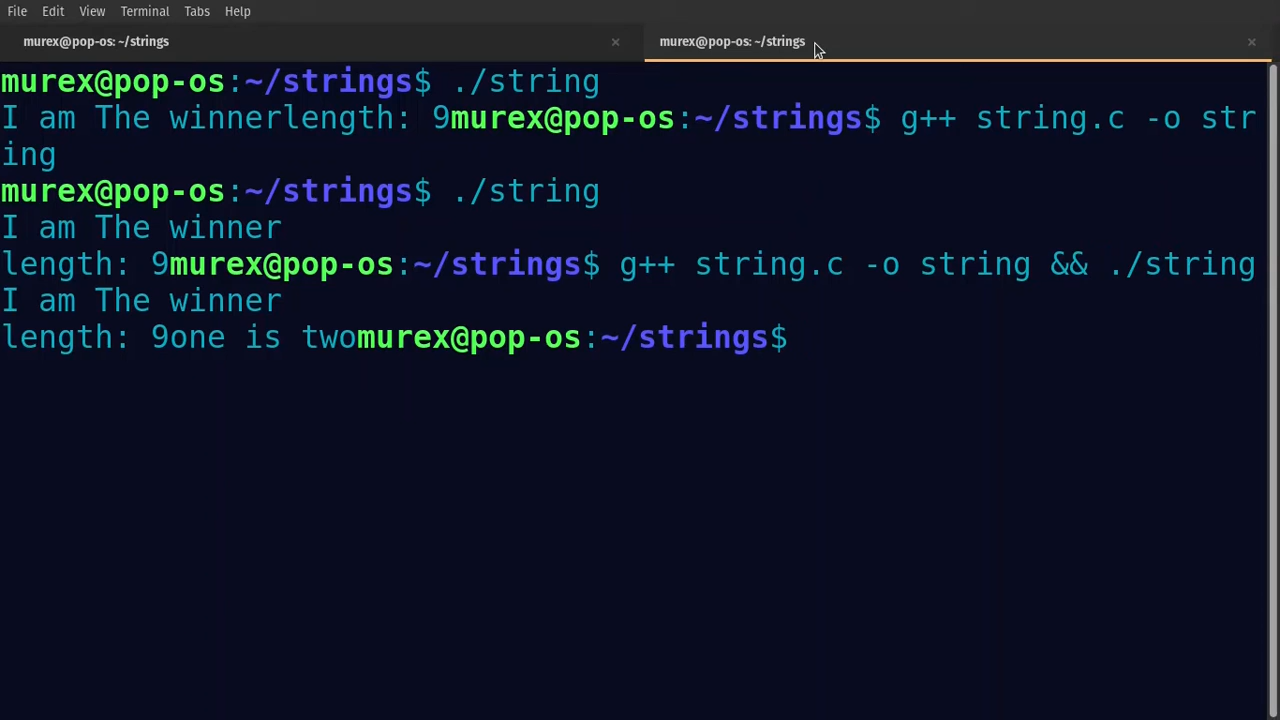 File Edit View Terminal Tabs Help
murex@pop-os: ~/strings × murex@pop-os: ~/strings ×
murex@pop-os:~/strings$ ./string
I am The winnerlength: 9murex@pop-os:~/strings$ g++ string.c -o str
ing
murex@pop-os:~/strings$ ./string
I am The winner
length: 9murex@pop-os:~/strings$ g++ string.c -o string && ./string
I am The winner
length: 9one is twomurex@pop-os:~/strings$